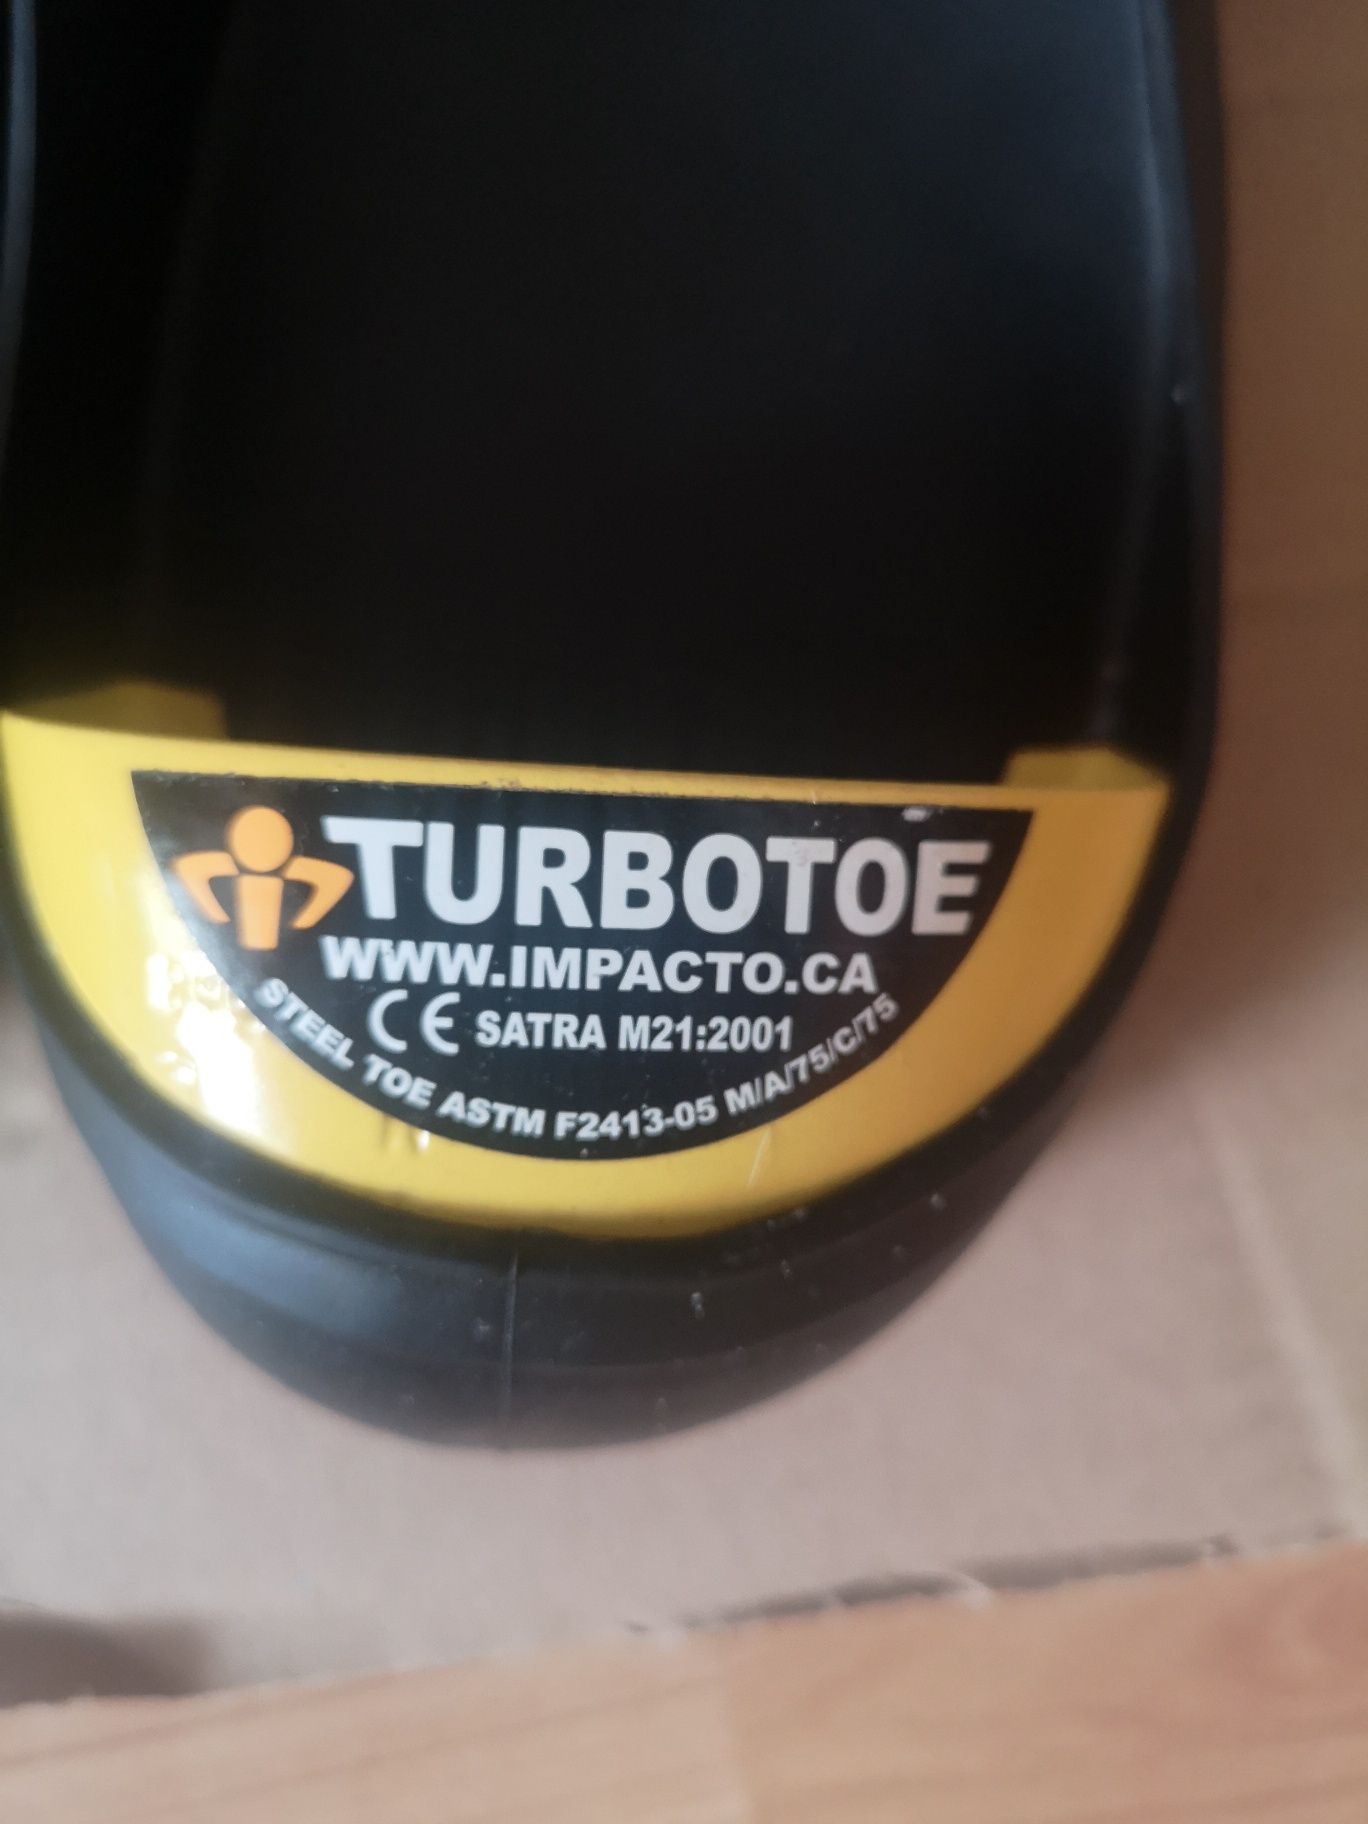 TURBOTOE
WWW.IMPACTO.CA
CE SATRA M21:2001
STEEL TOE ASTM F2413-05 M/A/75/C/75